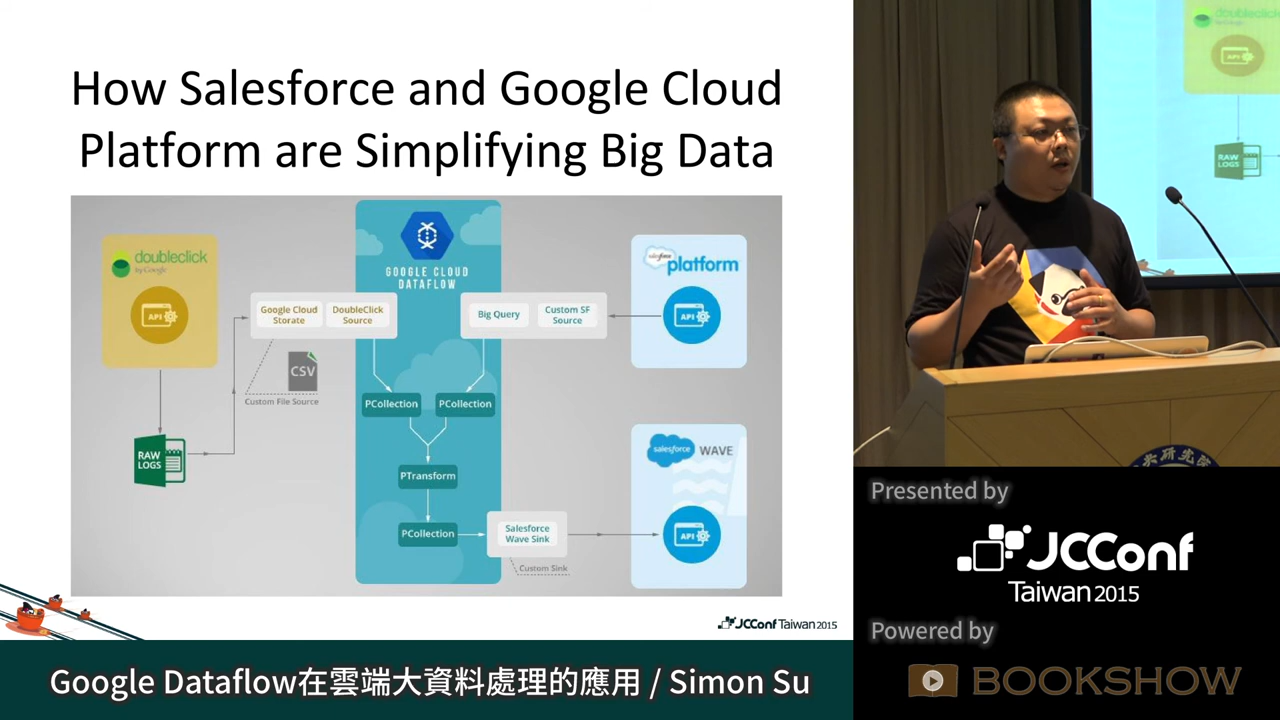 How Salesforce and Google Cloud
Platform are Simplifying Big Data
doubleclick
by Google
API
RAW
LOGS
Google Cloud
Storate
DoubleClick
Source
CSV
Custom File Source
GOOGLE CLOUD
DATAFLOW
Big Query
Custom SF
Source
PCollection
PCollection
PTransform
PCollection
Salesforce
Wave Sink
Custom Sink
salesforce
platform
API
salesforce
WAVE
API
JCConf Taiwan 2015
Google Dataflow在雲端大資料處理的應用 / Simon Su
doubleclick
API
RAW
LOGS
Presented by
JCConf
Taiwan 2015
Powered by
BOOKSHOW